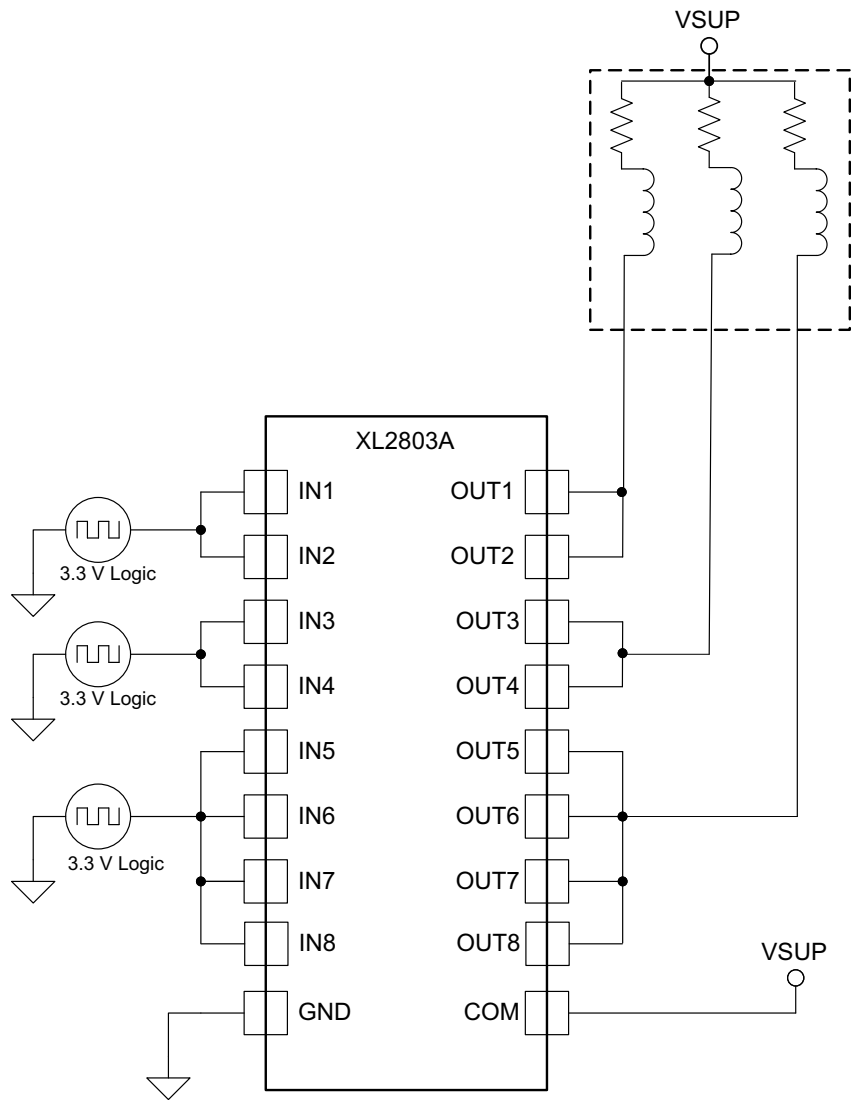 VSUP
XL2803A
IN1 OUT1
3.3 V Logic
IN2 OUT2
IN3 OUT3
3.3 V Logic
IN4 OUT4
IN5 OUT5
IN6 OUT6
3.3 V Logic
IN7 OUT7
IN8 OUT8
VSUP
GND COM